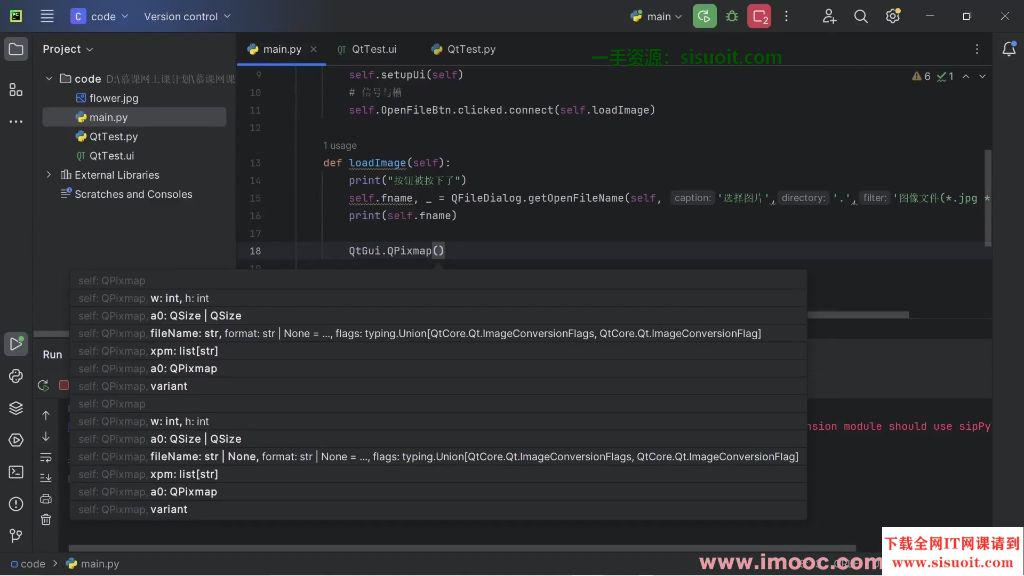 C code
Version control
main
2
Project
main.py
QtTest.ui
QtTest.py
一手资源：sisuoit.com
code D:\慕课网上课计划\慕课网课
flower.jpg
main.py
QtTest.py
QtTest.ui
External Libraries
Scratches and Consoles
6 1
9 self.setupUi(self)
10 # 信号与槽
11 self.OpenFileBtn.clicked.connect(self.loadImage)
12
1 usage
13 def loadImage(self):
14 print("按钮被按下了")
15 self.fname, _ = QFileDialog.getOpenFileName(self, caption: '选择图片', directory: '.', filter: '图像文件(*.jpg *
16 print(self.fname)
17
18 QtGui.QPixmap()
self: QPixmap
self: QPixmap, w: int, h: int
self: QPixmap, a0: QSize | QSize
self: QPixmap, fileName: str, format: str | None = ..., flags: typing.Union[QtCore.Qt.ImageConversionFlags, QtCore.Qt.ImageConversionFlag]
self: QPixmap, xpm: list[str]
self: QPixmap, a0: QPixmap
self: QPixmap, variant
self: QPixmap
self: QPixmap, w: int, h: int
self: QPixmap, a0: QSize | QSize
self: QPixmap, fileName: str | None, format: str | None = ..., flags: typing.Union[QtCore.Qt.ImageConversionFlags, QtCore.Qt.ImageConversionFlag]
self: QPixmap, xpm: list[str]
self: QPixmap, a0: QPixmap
self: QPixmap, variant
Run
nsion module should use sipPy
code > main.py
www.imooc.com
下载全网IT网课请到
www.sisuoit.com